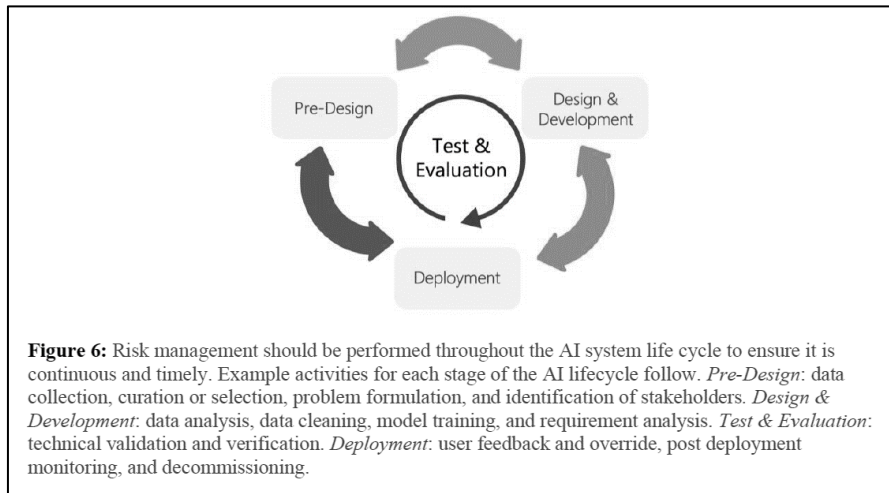 Pre-Design
Design &
Development
Test &
Evaluation
Deployment
Figure 6: Risk management should be performed throughout the AI system life cycle to ensure it is
continuous and timely. Example activities for each stage of the AI lifecycle follow. Pre-Design: data
collection, curation or selection, problem formulation, and identification of stakeholders. Design &
Development: data analysis, data cleaning, model training, and requirement analysis. Test & Evaluation:
technical validation and verification. Deployment: user feedback and override, post deployment
monitoring, and decommissioning.